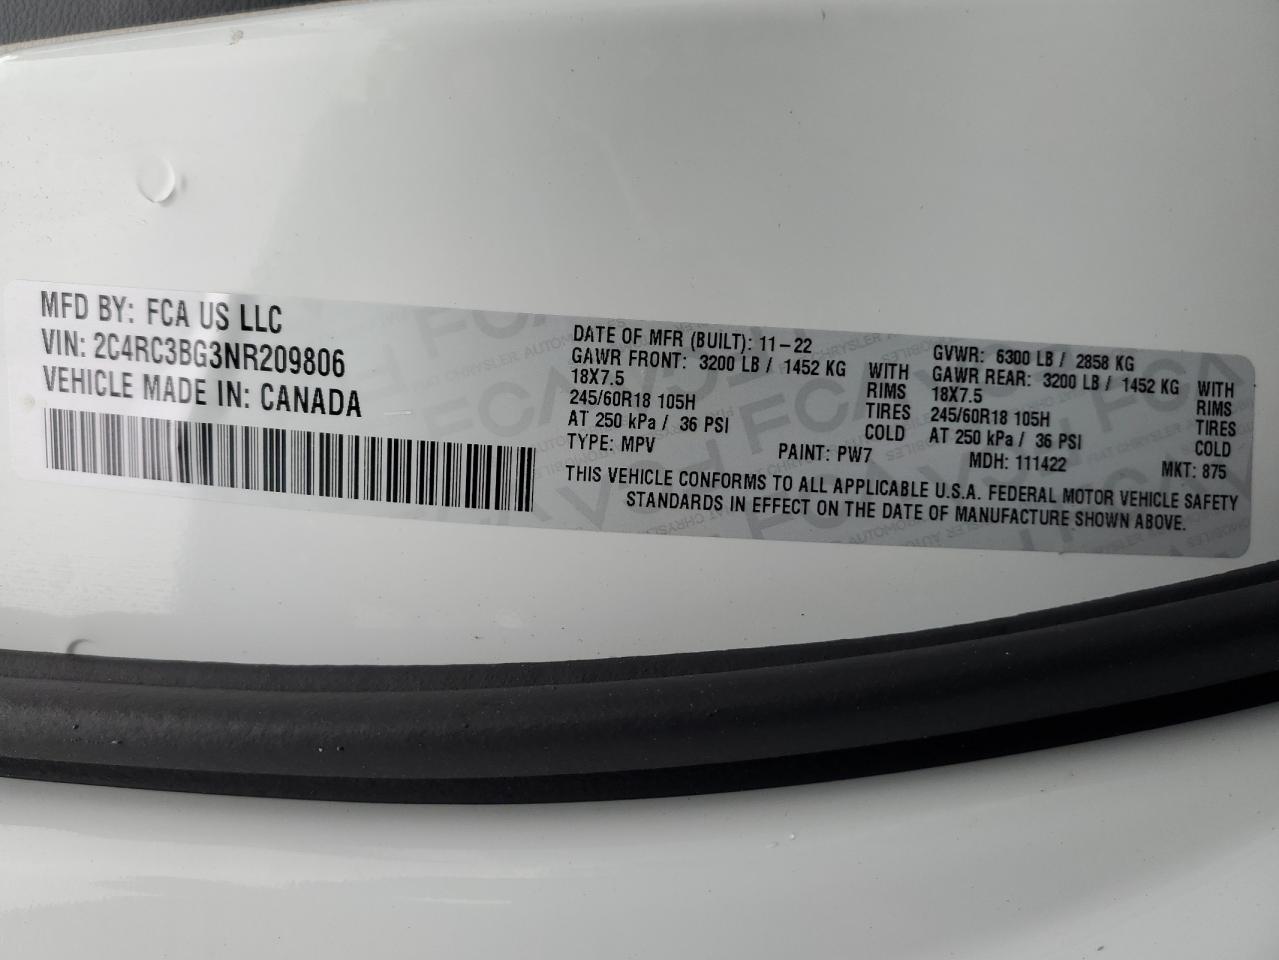 MFD BY: FCA US LLC
VIN: 2C4RC3BG3NR209806
VEHICLE MADE IN: CANADA
DATE OF MFR (BUILT): 11-22
GAWR FRONT: 3200 LB / 1452 KG WITH
18X7.5 RIMS
245/60R18 105H TIRES
AT 250 kPa / 36 PSI COLD
TYPE: MPV PAINT: PW7
GVWR: 6300 LB / 2858 KG
GAWR REAR: 3200 LB / 1452 KG WITH
18X7.5 RIMS
245/60R18 105H TIRES
AT 250 kPa / 36 PSI COLD
MDH: 111422 MKT: 875
THIS VEHICLE CONFORMS TO ALL APPLICABLE U.S.A. FEDERAL MOTOR VEHICLE SAFETY
STANDARDS IN EFFECT ON THE DATE OF MANUFACTURE SHOWN ABOVE.